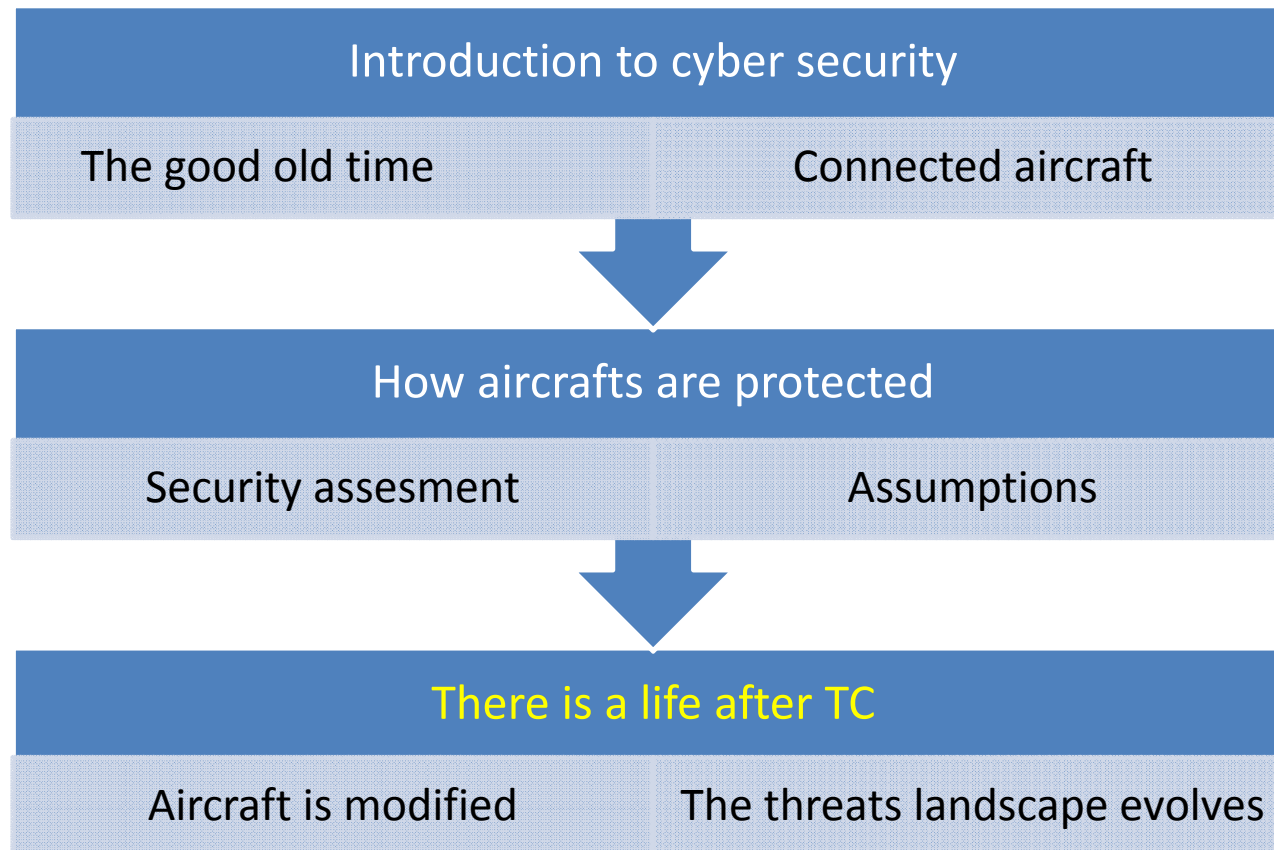 Introduction to cyber security
The good old time
Connected aircraft
How aircrafts are protected
Security assesment
Assumptions
There is a life after TC
Aircraft is modified
The threats landscape evolves